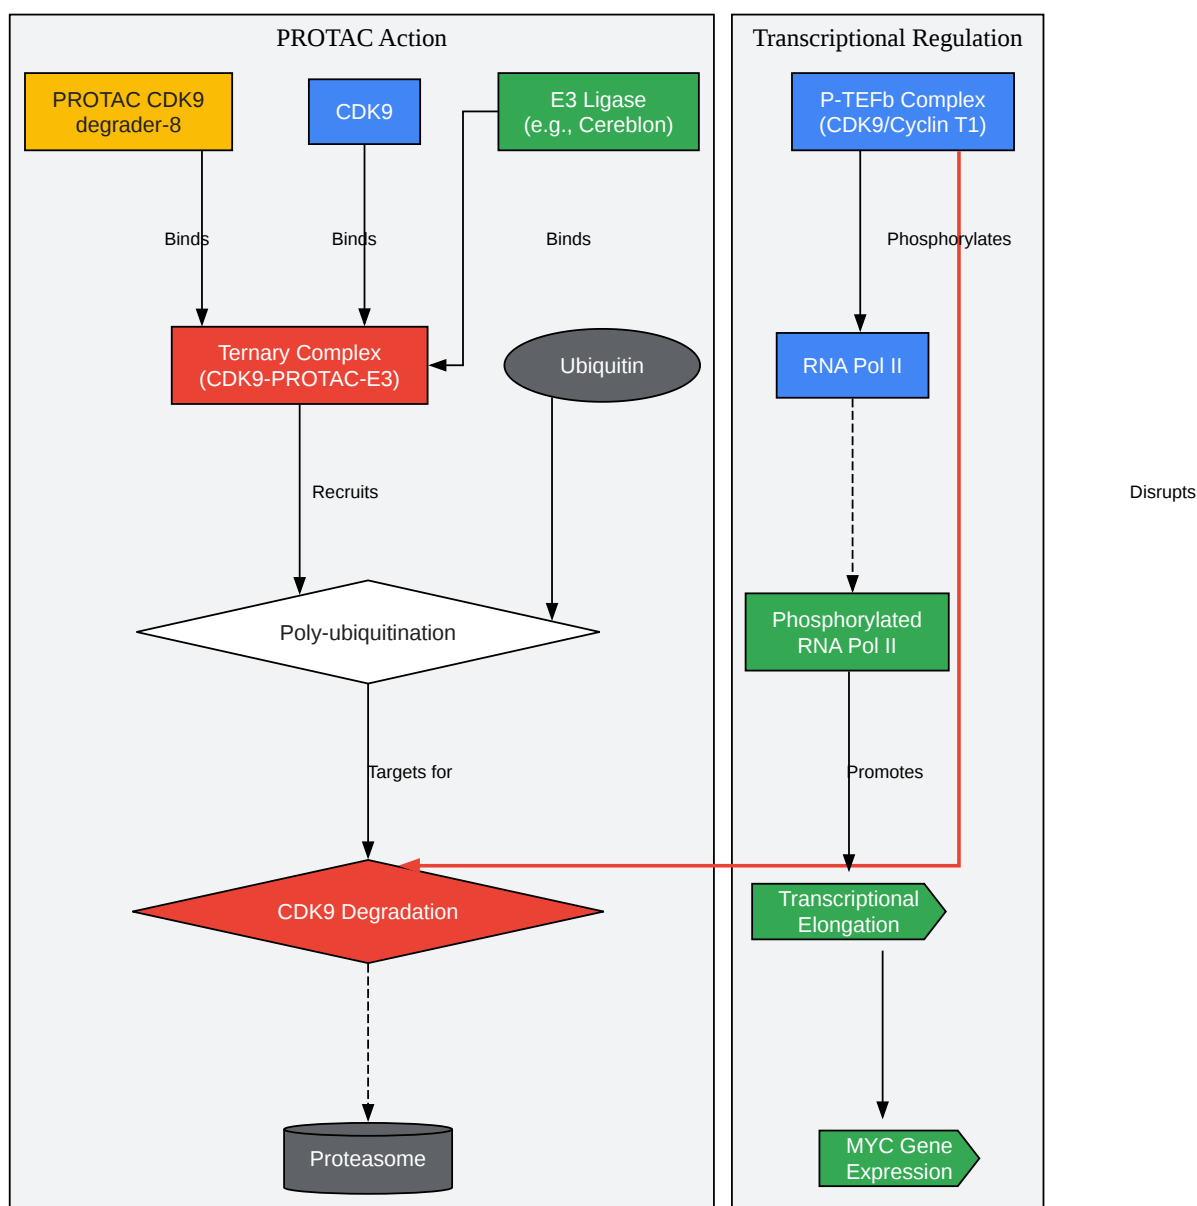 PROTAC Action
Transcriptional Regulation
PROTAC CDK9
degrader-8
CDK9
E3 Ligase
(e.g., Cereblon)
P-TEFb Complex
(CDK9/Cyclin T1)
Binds
Binds
Binds
Phosphorylates
Ternary Complex
(CDK9-PROTAC-E3)
Ubiquitin
RNA Pol II
Recruits
Disrupts
Poly-ubiquitination
Phosphorylated
RNA Pol II
Targets for
Promotes
CDK9 Degradation
Transcriptional
Elongation
Proteasome
MYC Gene
Expression